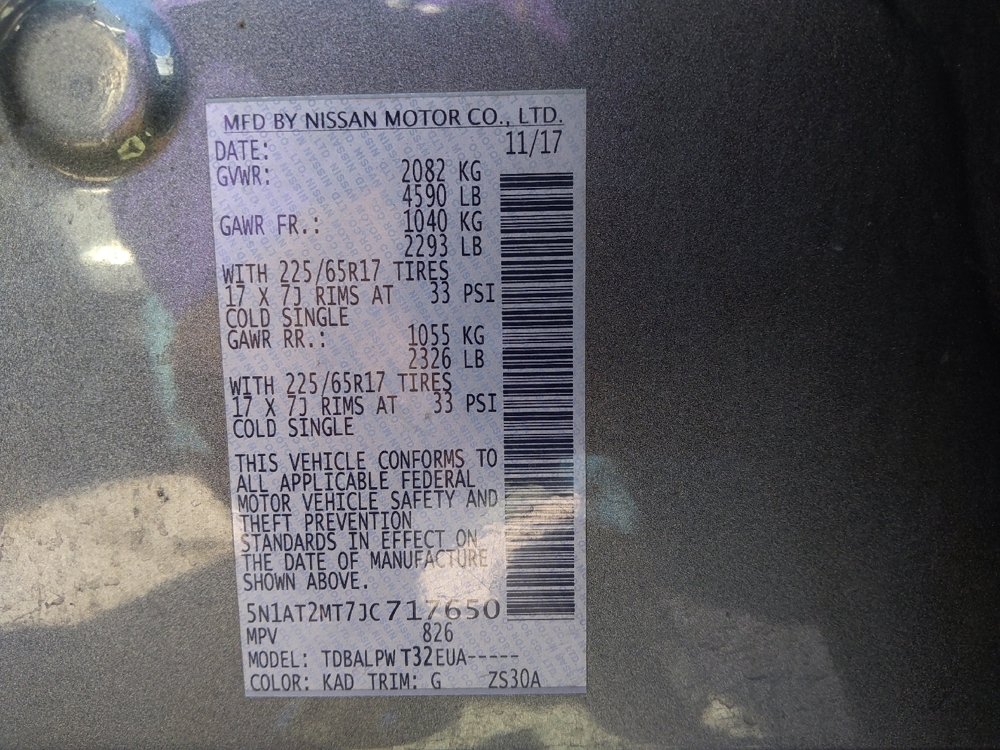 MFD BY NISSAN MOTOR CO., LTD.
DATE: 11/17
GVWR: 2082 KG
4590 LB
GAWR FR.: 1040 KG
2293 LB
WITH 225/65R17 TIRES
17 X 7J RIMS AT 33 PSI
COLD SINGLE
GAWR RR.: 1055 KG
2326 LB
WITH 225/65R17 TIRES
17 X 7J RIMS AT 33 PSI
COLD SINGLE
THIS VEHICLE CONFORMS TO
ALL APPLICABLE FEDERAL
MOTOR VEHICLE SAFETY AND
THEFT PREVENTION
STANDARDS IN EFFECT ON
THE DATE OF MANUFACTURE
SHOWN ABOVE.
5N1AT2MT7JC717650
MPV 826
MODEL: TDBALPWT32EUA-----
COLOR: KAD TRIM: G ZS30A